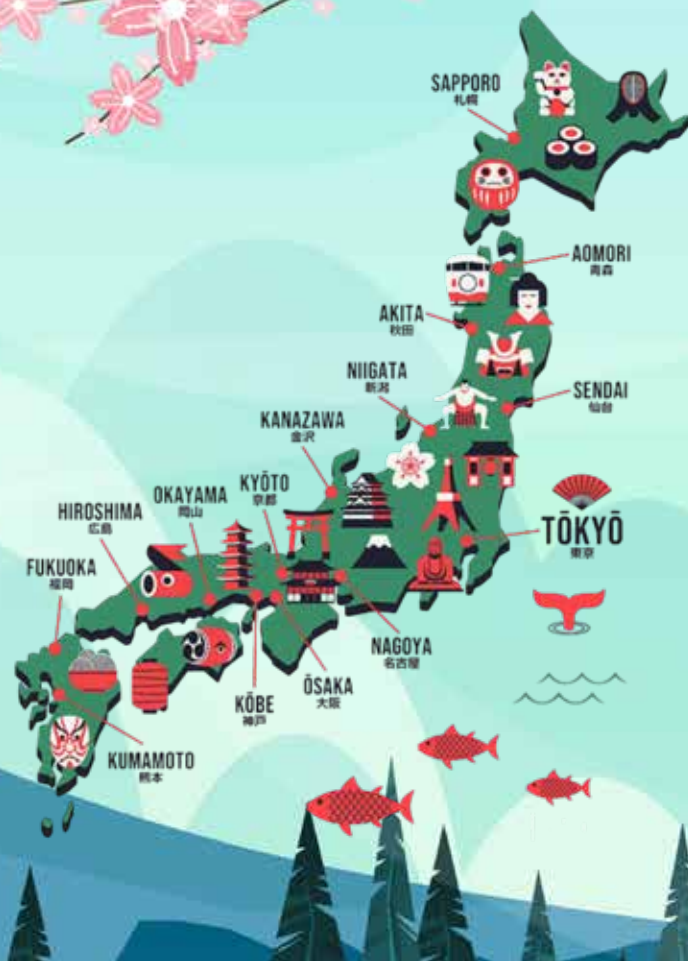 SAPPORO
札幌
AOMORI
青森
AKITA
秋田
NIIGATA
新潟
SENDAI
仙台
KANAZAWA
金沢
KYŌTO
京都
OKAYAMA
岡山
HIROSHIMA
広島
TŌKYŌ
東京
FUKUOKA
福岡
NAGOYA
名古屋
ŌSAKA
大阪
KŌBE
神戸
KUMAMOTO
熊本